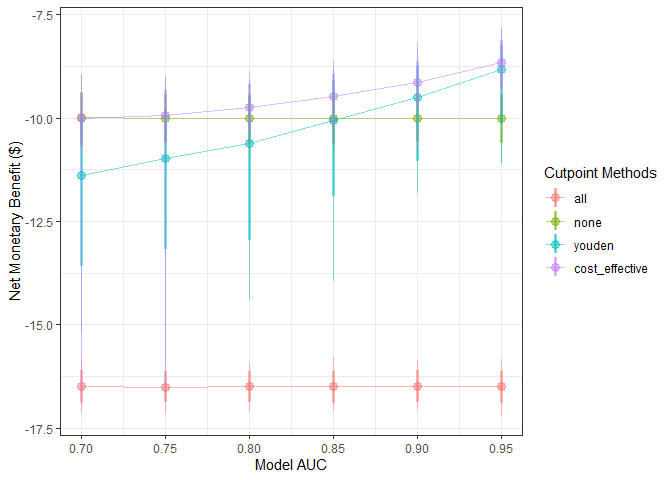 -7.5
-10.0
-12.5
-15.0
-17.5
Net Monetary Benefit ($)
0.70 0.75 0.80 0.85 0.90 0.95
Model AUC
Cutpoint Methods
all
none
youden
cost_effective